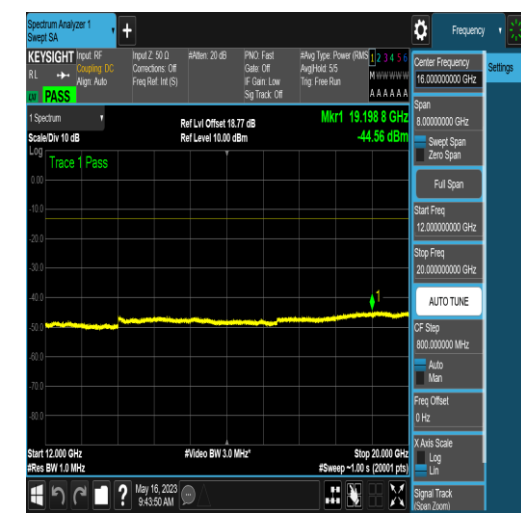 Spectrum Analyzer 1
Swept SA
Frequency
KEYSIGHT
RL
Input: RF
Coupling: DC
Align: Auto
Input Z: 50 Ω
Corrections: Off
Freq Ref: Int (S)
#Atten: 20 dB
PNO: Fast
Gate: Off
IF Gain: Low
Sig Track: Off
#Avg Type: Power (RMS
Avg|Hold: 5/5
Trig: Free Run
1 2 3 4 5 6
M w w w w w
A A A A A A
PASS
1 Spectrum
Scale/Div 10 dB
Ref Lvl Offset 18.77 dB
Ref Level 10.00 dBm
Mkr1 19.198 8 GHz
-44.56 dBm
Log
Trace 1 Pass
0.00
-10.0
-20.0
-30.0
-40.0
-50.0
-60.0
-70.0
-80.0
1
Start 12.000 GHz
#Res BW 1.0 MHz
#Video BW 3.0 MHz*
Stop 20.000 GHz
#Sweep ~1.00 s (20001 pts)
May 16, 2023
9:43:50 AM
Center Frequency
16.000000000 GHz
Settings
Span
8.00000000 GHz
Swept Span
Zero Span
Full Span
Start Freq
12.000000000 GHz
Stop Freq
20.000000000 GHz
AUTO TUNE
CF Step
800.000000 MHz
Auto
Man
Freq Offset
0 Hz
X Axis Scale
Log
Lin
Signal Track
(Span Zoom)